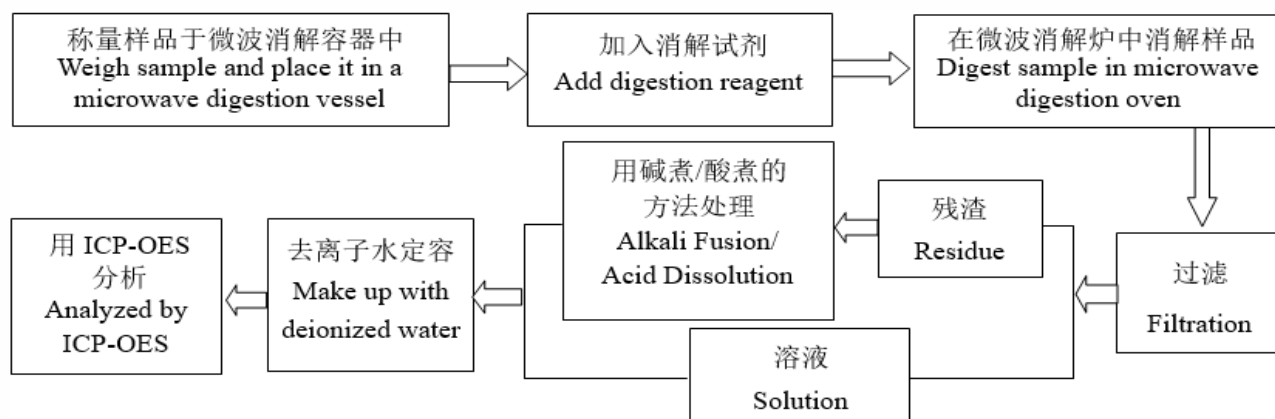 称量样品于微波消解容器中
Weigh sample and place it in a
microwave digestion vessel
加入消解试剂
Add digestion reagent
在微波消解炉中消解样品
Digest sample in microwave
digestion oven
过滤
Filtration
残渣
Residue
用碱煮/酸煮的
方法处理
Alkali Fusion/
Acid Dissolution
溶液
Solution
去离子水定容
Make up with
deionized water
用 ICP-OES
分析
Analyzed by
ICP-OES